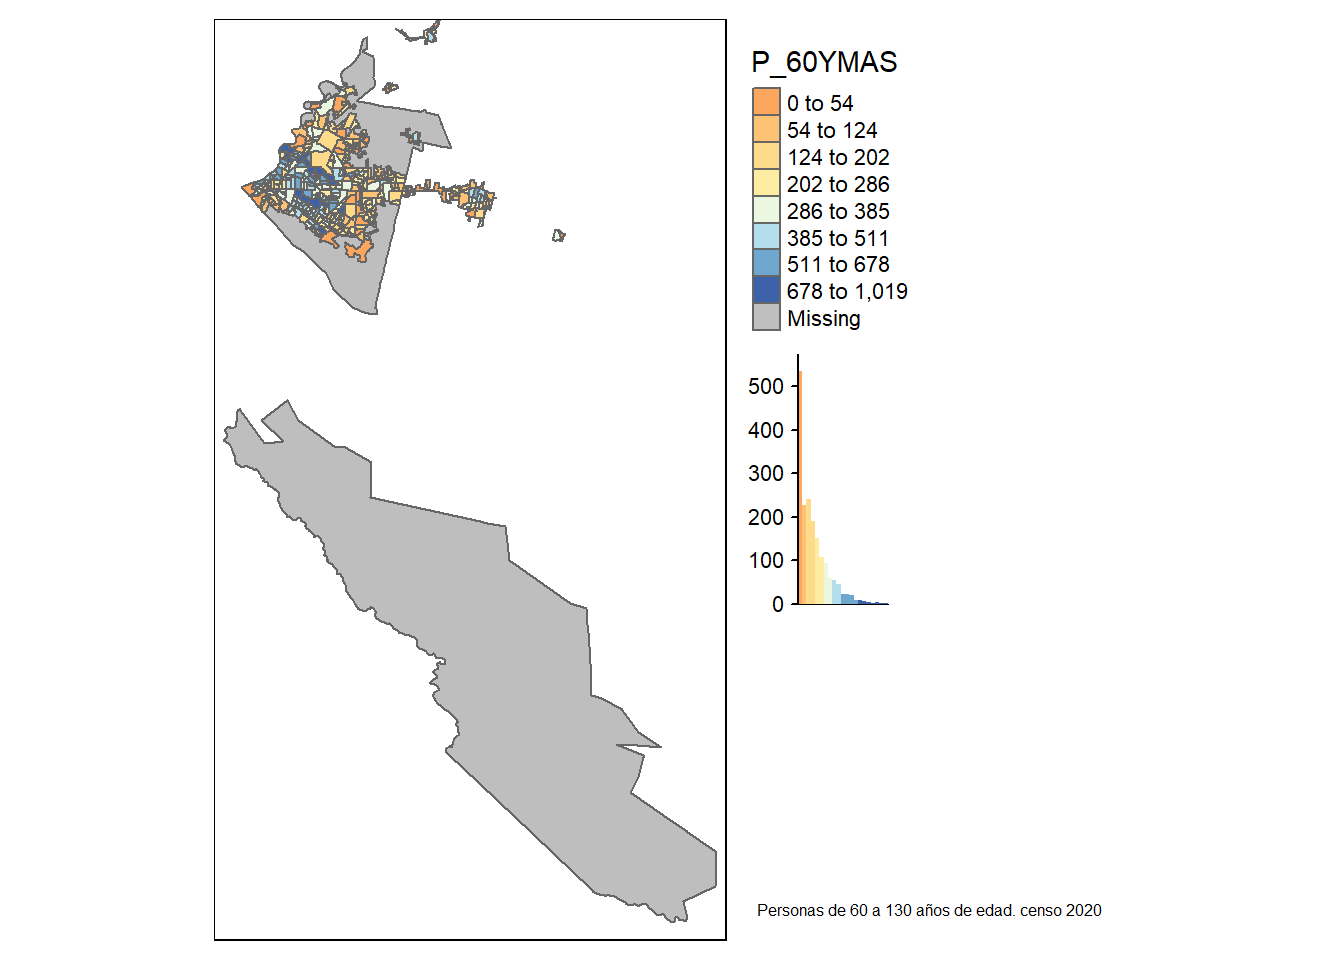 P_60YMAS
0 to 54
54 to 124
124 to 202
202 to 286
286 to 385
385 to 511
511 to 678
678 to 1,019
Missing
500
400
300
200
100
0
Personas de 60 a 130 años de edad. censo 2020